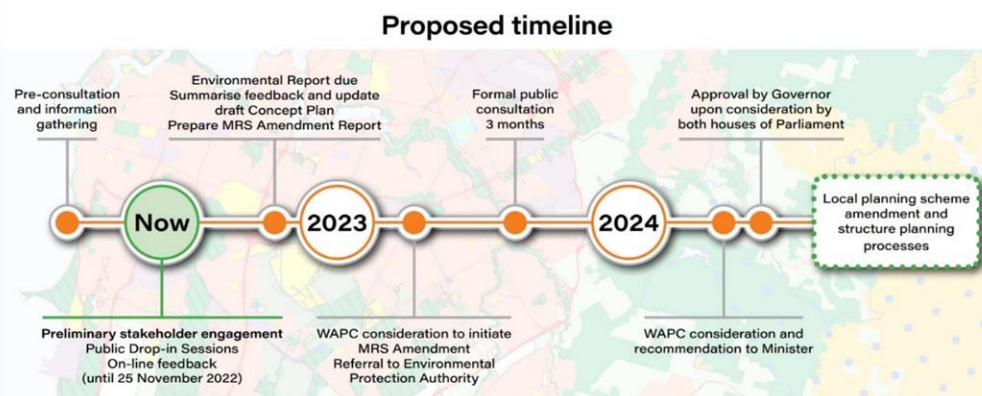 Proposed timeline
Pre-consultation
and information
gathering
Environmental Report due
Summarise feedback and update
draft Concept Plan
Prepare MRS Amendment Report
Formal public
consultation
3 months
Approval by Governor
upon consideration by
both houses of Parliament
Now
2023
2024
Local planning scheme
amendment and
structure planning
processes
Preliminary stakeholder engagement
Public Drop-in Sessions
On-line feedback
(until 25 November 2022)
WAPC consideration to initiate
MRS Amendment
Referral to Environmental
Protection Authority
WAPC consideration and
recommendation to Minister